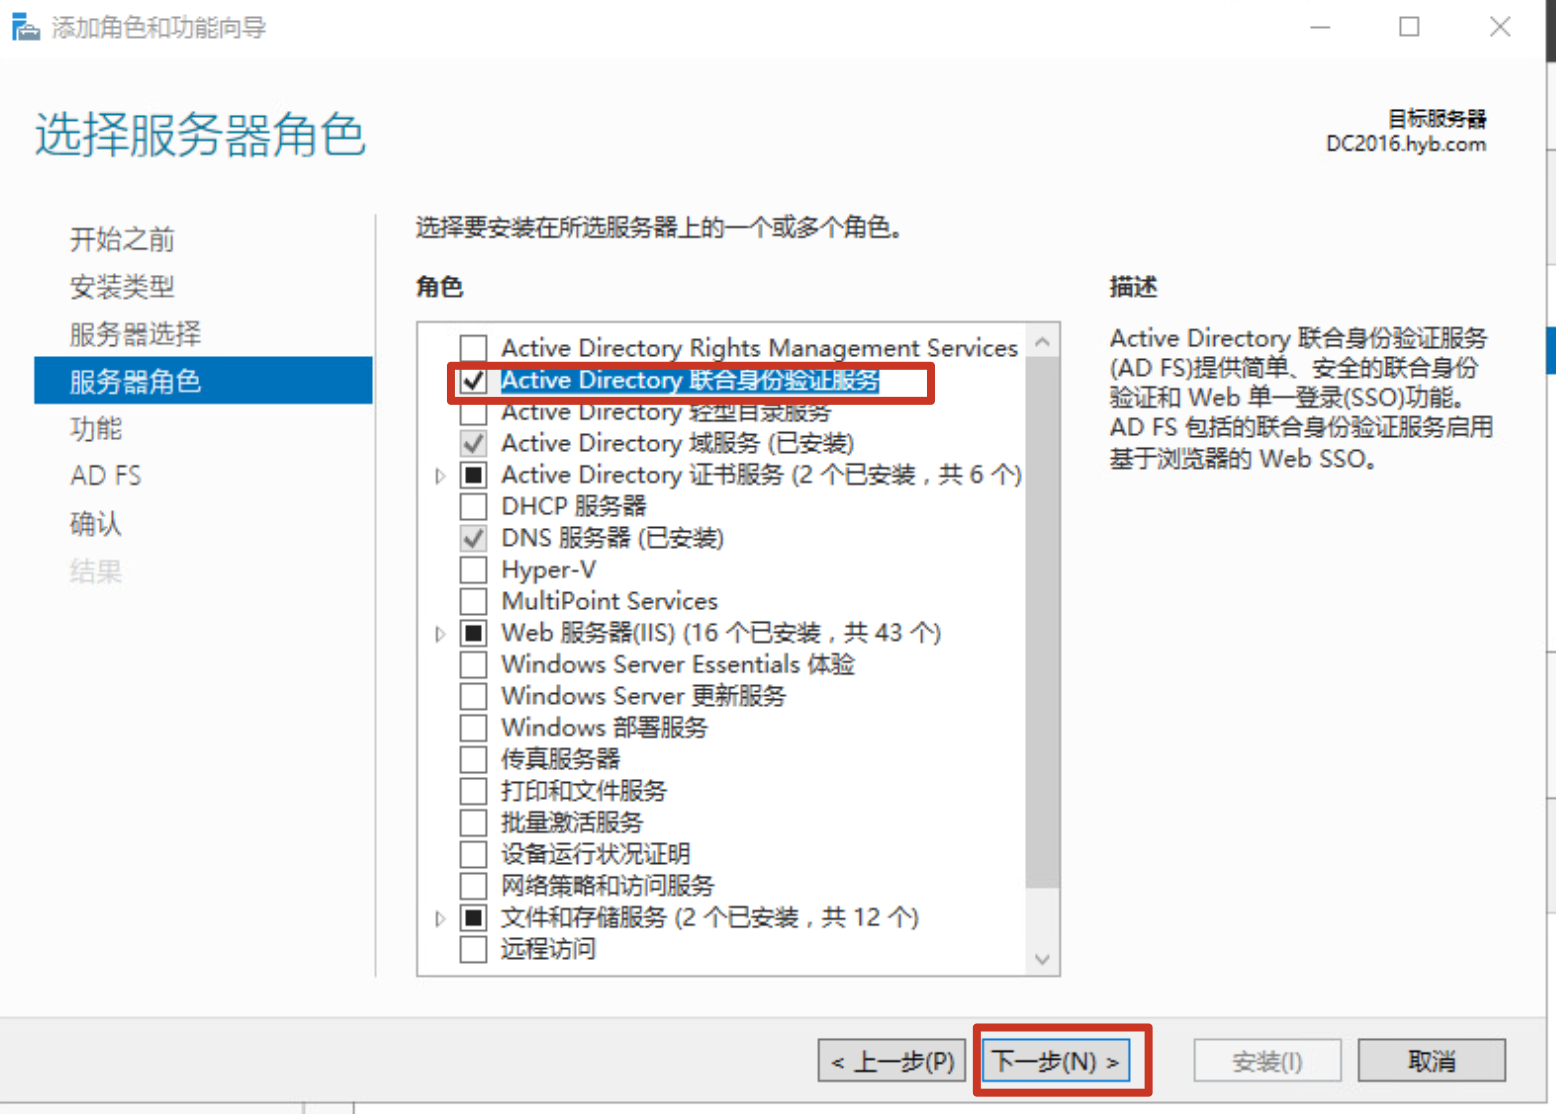 添加角色和功能向导
选择服务器角色
目标服务器
DC2016.hyb.com
开始之前
安装类型
服务器选择
服务器角色
功能
AD FS
确认
结果
选择要安装在所选服务器上的一个或多个角色。
角色
Active Directory Rights Management Services
Active Directory 联合身份验证服务
Active Directory 轻型目录服务
Active Directory 域服务 (已安装)
Active Directory 证书服务 (2 个已安装，共 6 个)
DHCP 服务器
DNS 服务器 (已安装)
Hyper-V
MultiPoint Services
Web 服务器(IIS) (16 个已安装，共 43 个)
Windows Server Essentials 体验
Windows Server 更新服务
Windows 部署服务
传真服务器
打印和文件服务
批量激活服务
设备运行状况证明
网络策略和访问服务
文件和存储服务 (2 个已安装，共 12 个)
远程访问
描述
Active Directory 联合身份验证服务
(AD FS)提供简单、安全的联合身份
验证和 Web 单一登录(SSO)功能。
AD FS 包括的联合身份验证服务启用
基于浏览器的 Web SSO。
< 上一步(P)
下一步(N) >
安装(I)
取消